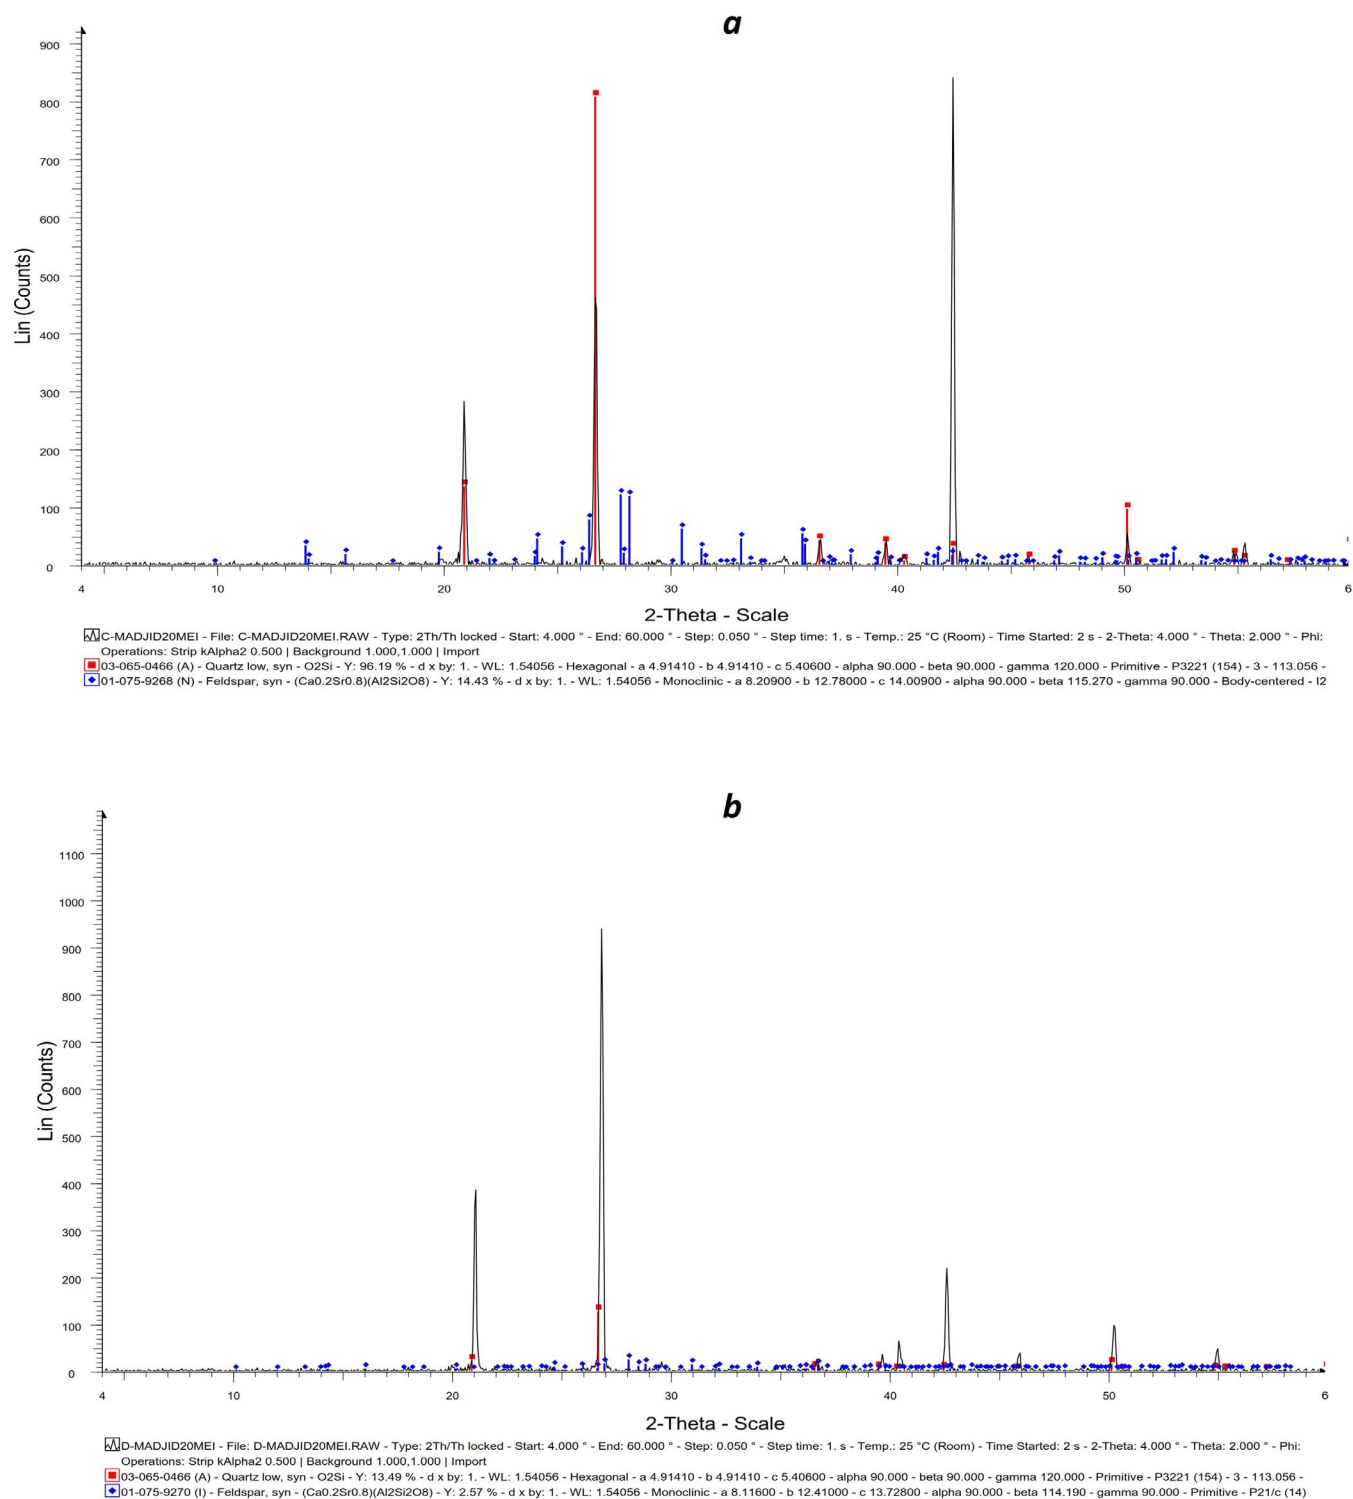 a
900
800
700
600
500
400
300
200
100
0
Lin (Counts)
4 10 20 30 40 50 6
2-Theta - Scale
C-MADJID20MEI - File: C-MADJID20MEI.RAW - Type: 2Th/Th locked - Start: 4.000 ° - End: 60.000 ° - Step: 0.050 ° - Step time: 1. s - Temp.: 25 °C (Room) - Time Started: 2 s - 2-Theta: 4.000 ° - Theta: 2.000 ° - Phi:
Operations: Strip kAlpha2 0.500 | Background 1.000,1.000 | Import
03-065-0466 (A) - Quartz low, syn - O2Si - Y: 96.19 % - d x by: 1. - WL: 1.54056 - Hexagonal - a 4.91410 - b 4.91410 - c 5.40600 - alpha 90.000 - beta 90.000 - gamma 120.000 - Primitive - P3221 (154) - 3 - 113.056 -
01-075-9268 (N) - Feldspar, syn - (Ca0.2Sr0.8)(Al2Si2O8) - Y: 14.43 % - d x by: 1. - WL: 1.54056 - Monoclinic - a 8.20900 - b 12.78000 - c 14.00900 - alpha 90.000 - beta 115.270 - gamma 90.000 - Body-centered - I2
b
1100
1000
900
800
700
600
500
400
300
200
100
0
Lin (Counts)
4 10 20 30 40 50 6
2-Theta - Scale
D-MADJID20MEI - File: D-MADJID20MEI.RAW - Type: 2Th/Th locked - Start: 4.000 ° - End: 60.000 ° - Step: 0.050 ° - Step time: 1. s - Temp.: 25 °C (Room) - Time Started: 2 s - 2-Theta: 4.000 ° - Theta: 2.000 ° - Phi:
Operations: Strip kAlpha2 0.500 | Background 1.000,1.000 | Import
03-065-0466 (A) - Quartz low, syn - O2Si - Y: 13.49 % - d x by: 1. - WL: 1.54056 - Hexagonal - a 4.91410 - b 4.91410 - c 5.40600 - alpha 90.000 - beta 90.000 - gamma 120.000 - Primitive - P3221 (154) - 3 - 113.056 -
01-075-9270 (I) - Feldspar, syn - (Ca0.2Sr0.8)(Al2Si2O8) - Y: 2.57 % - d x by: 1. - WL: 1.54056 - Monoclinic - a 8.11600 - b 12.41000 - c 13.72800 - alpha 90.000 - beta 114.190 - gamma 90.000 - Primitive - P21/c (14)